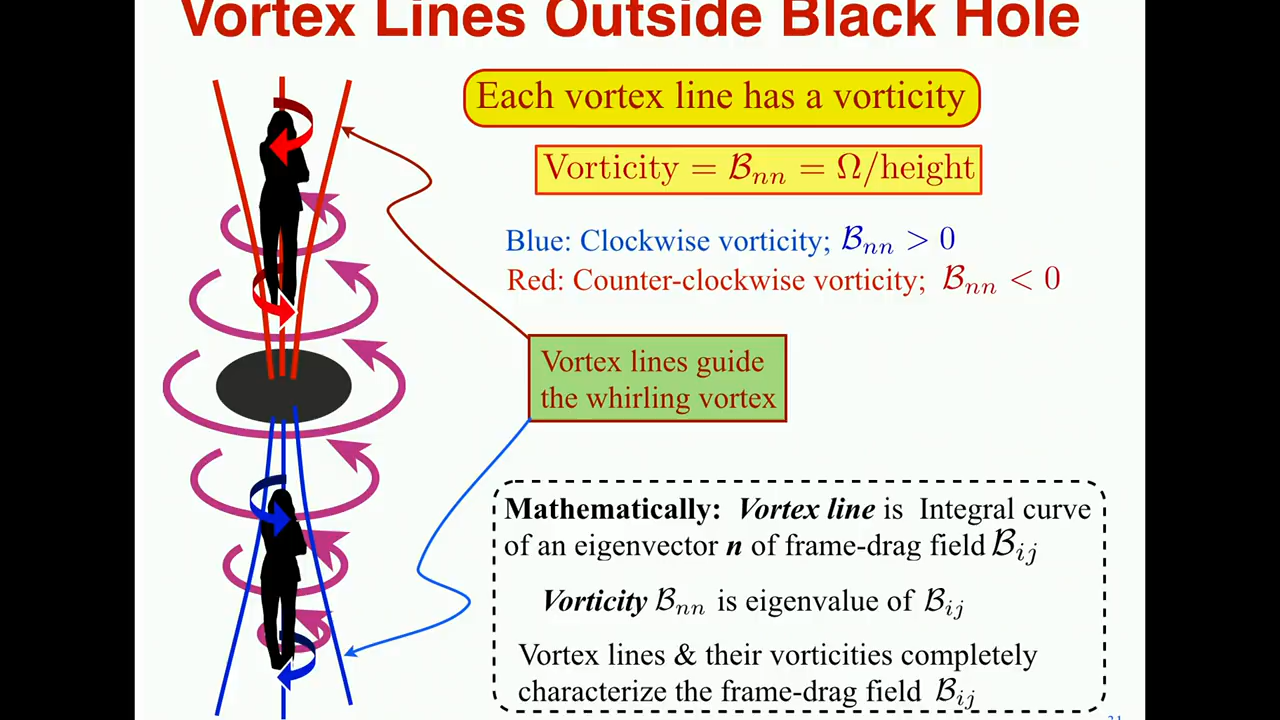 Vortex Lines Outside Black Hole
Each vortex line has a vorticity
Vorticity = ℬₙₙ = Ω/height
Blue: Clockwise vorticity; ℬₙₙ > 0
Red: Counter-clockwise vorticity; ℬₙₙ < 0
Vortex lines guide
the whirling vortex
Mathematically: Vortex line is Integral curve
of an eigenvector n of frame-drag field ℬᵢⱼ
Vorticity ℬₙₙ is eigenvalue of ℬᵢⱼ
Vortex lines & their vorticities completely
characterize the frame-drag field ℬᵢⱼ